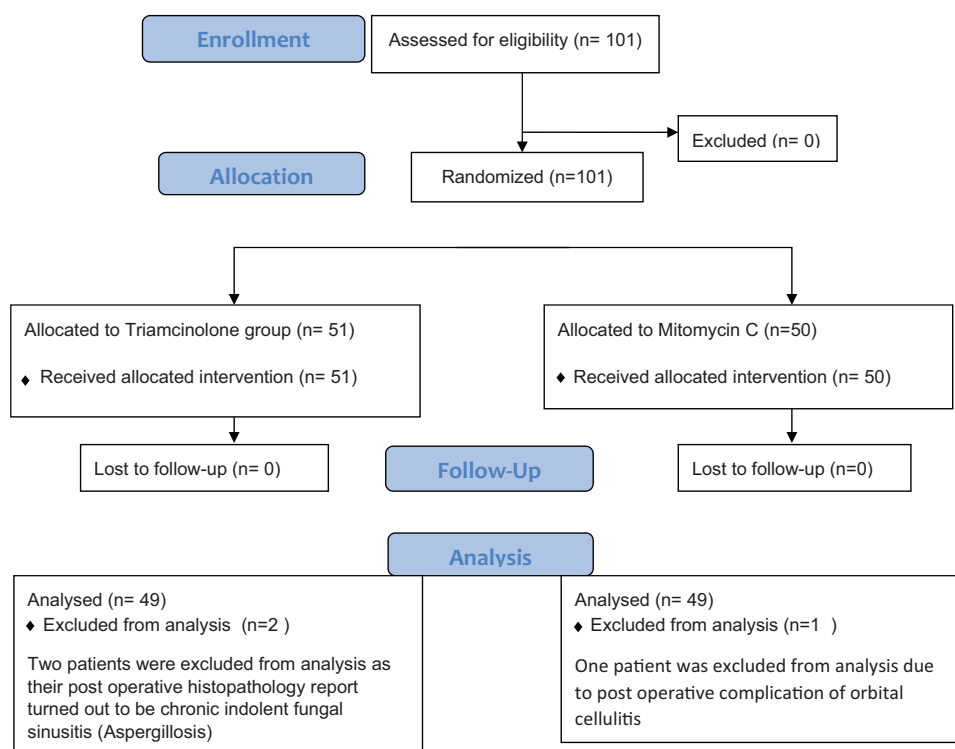 Enrollment
Assessed for eligibility (n= 101)
Excluded (n= 0)
Allocation
Randomized (n=101)
Allocated to Triamcinolone group (n= 51)
♦ Received allocated intervention (n= 51)
Allocated to Mitomycin C (n=50)
♦ Received allocated intervention (n= 50)
Lost to follow-up (n= 0)
Follow-Up
Lost to follow-up (n=0)
Analysis
Analysed (n= 49)
♦ Excluded from analysis (n=2 )
Two patients were excluded from analysis as
their post operative histopathology report
turned out to be chronic indolent fungal
sinusitis (Aspergillosis)
Analysed (n= 49)
♦ Excluded from analysis (n=1 )
One patient was excluded from analysis due
to post operative complication of orbital
cellulitis